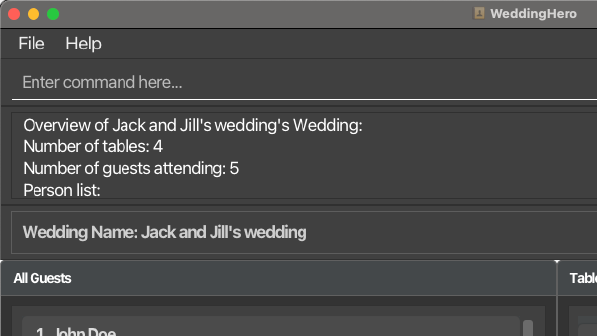 WeddingHero
File Help
Enter command here...
Overview of Jack and Jill's wedding's Wedding:
Number of tables: 4
Number of guests attending: 5
Person list:
Wedding Name: Jack and Jill's wedding
All Guests
1. John Doe